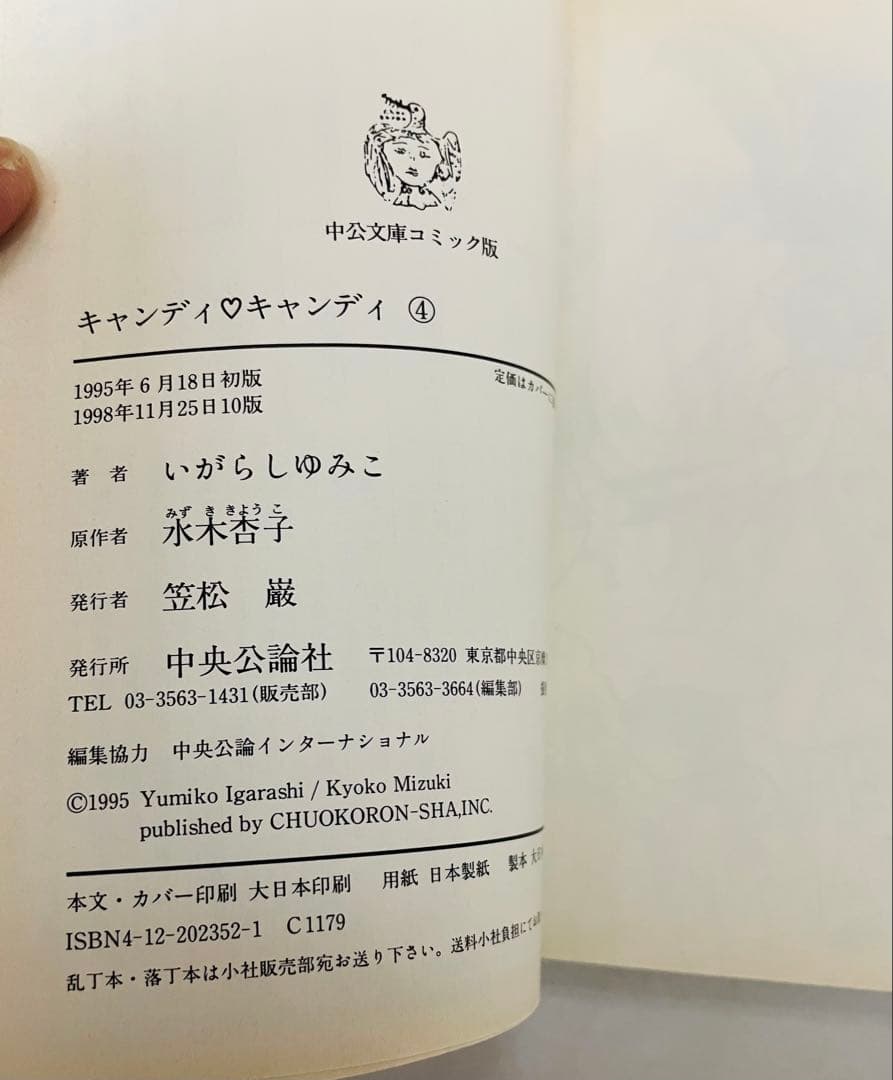 中公文庫コミック版
キャンディ♡キャンディ ④
1995年6月18日初版
1998年11月25日10版
定価はカバー
著者 いがらしゆみこ
原作者 水木杏子
みずききょうこ
発行者 笠松 巌
発行所 中央公論社 〒104-8320 東京都中央区京橋
TEL 03-3563-1431(販売部) 03-3563-3664(編集部)
編集協力 中央公論インターナショナル
©1995 Yumiko Igarashi / Kyoko Mizuki
published by CHUOKORON-SHA,INC.
本文・カバー印刷 大日本印刷 用紙 日本製紙 製本 大
ISBN4-12-202352-1 C1179
乱丁本・落丁本は小社販売部宛お送り下さい。送料小社負担にてお